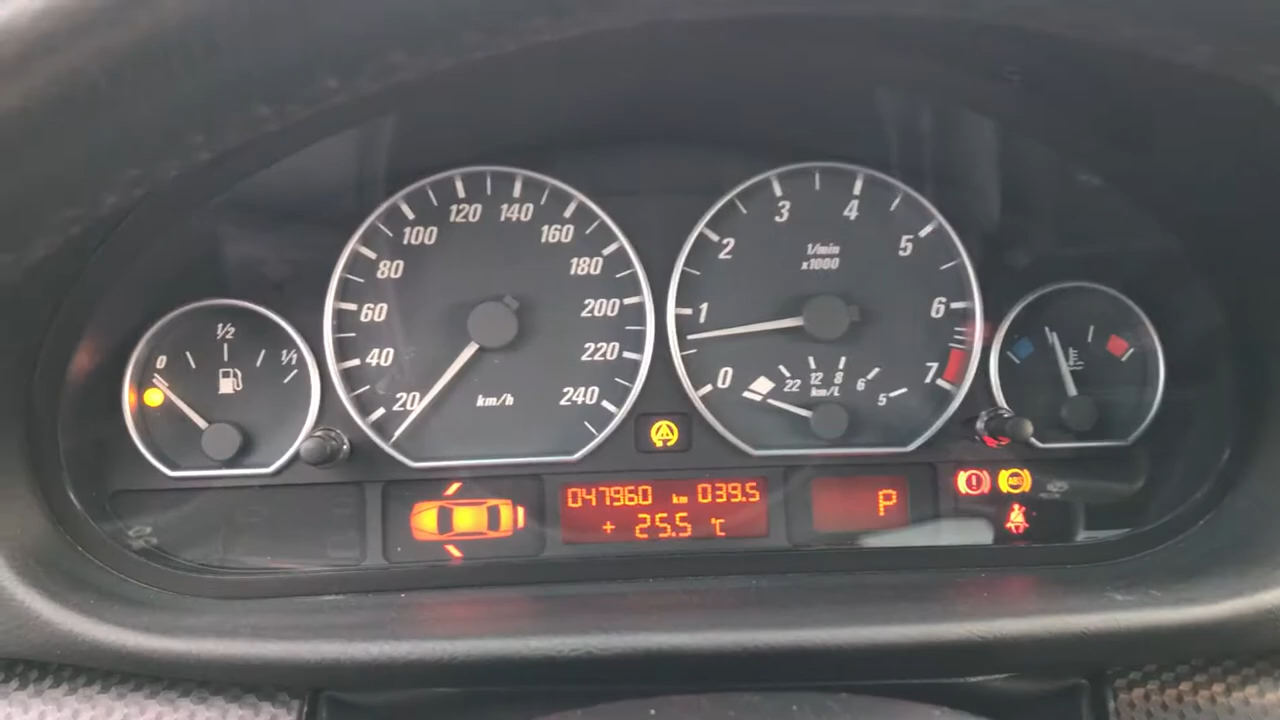 0 1/2 1/1
20 40 60 80 100 120 140 160 180 200 220 240
km/h
0 1 2 3 4 5 6 7
1/min
x1000
22 12 8 6 5
km/L
047960 km 039.5
+ 25.5 °C
P
ABS